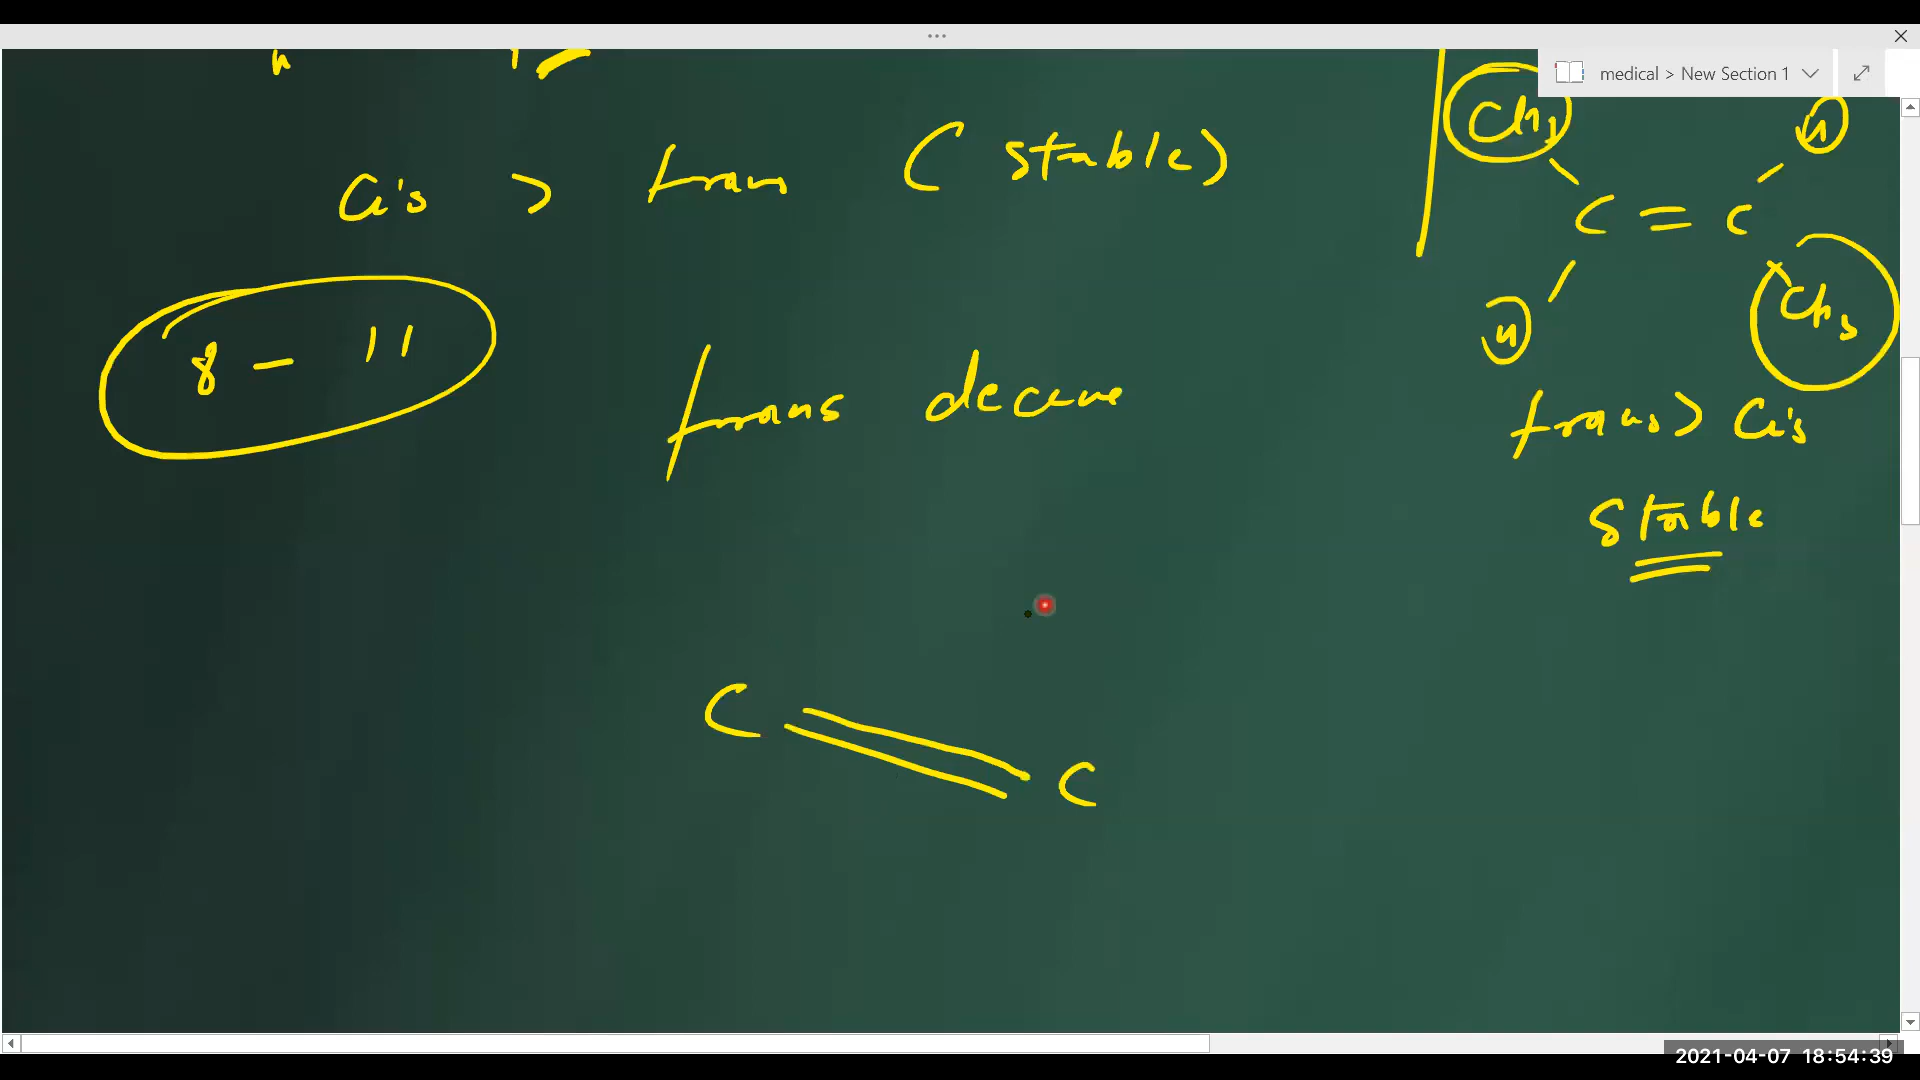 medical > New Section 1
cis > trans (stable)
8 - 11
trans decene
C = C
CH3
H
C = C
H
CH3
trans > cis
stable
2021-04-07 18:54:39